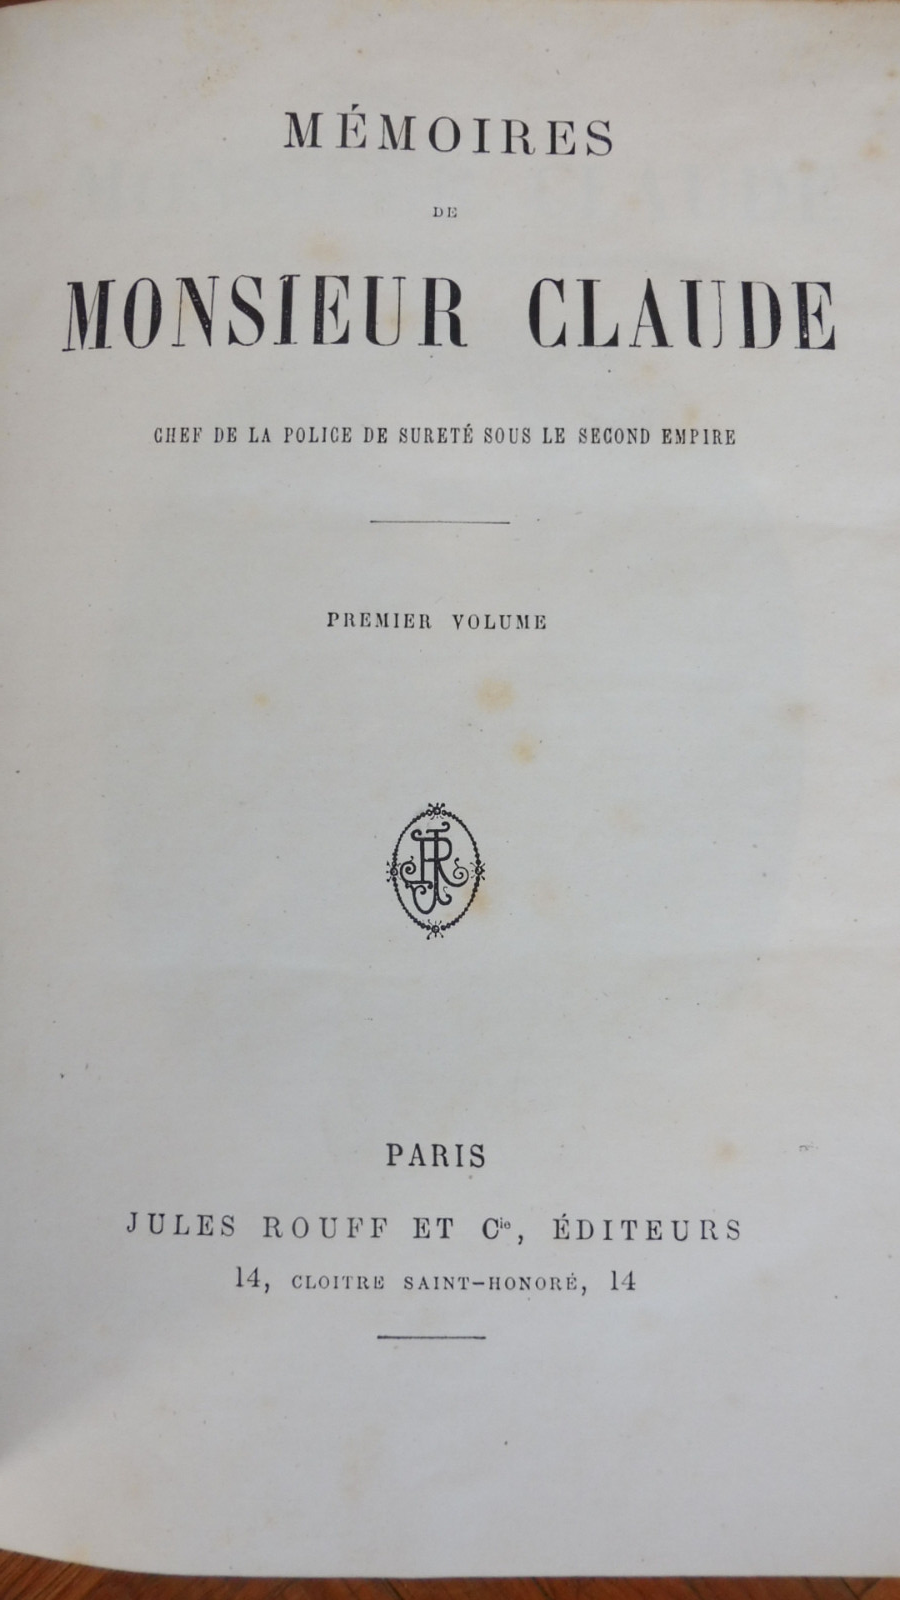 MÉMOIRES
DE
MONSIEUR CLAUDE
CHEF DE LA POLICE DE SURETÉ SOUS LE SECOND EMPIRE
PREMIER VOLUME
JR
PARIS
JULES ROUFF ET Cie, ÉDITEURS
14, CLOITRE SAINT-HONORÉ, 14